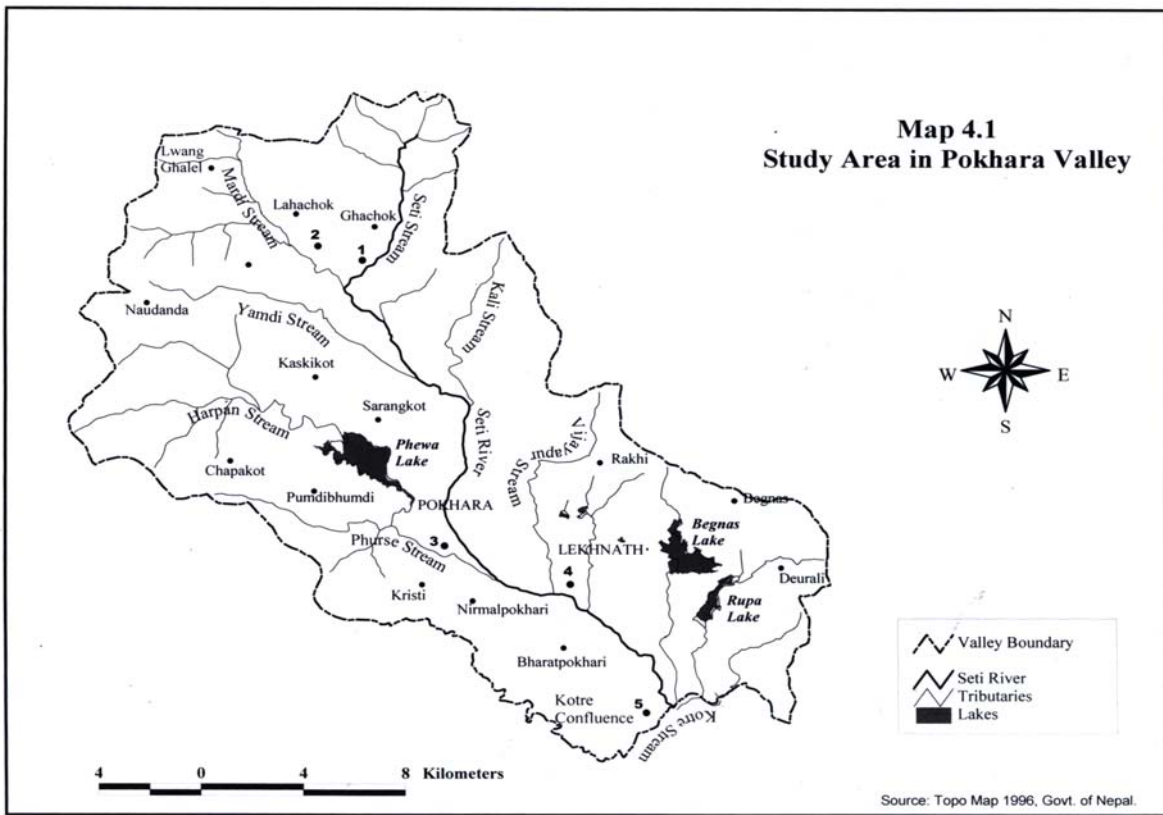 Map 4.1
Study Area in Pokhara Valley
Lwang
Ghalel
Mardi Stream
Lahachok
Ghachok
2
1
Seti Stream
Kali Stream
Naudanda
Yamdi Stream
Kaskikot
Sarangkot
Harpan Stream
Phewa
Lake
Seti River
Vijayapur
Stream
Rakhi
Chapakot
Pumdibhumdi
POKHARA
Begnas
Begnas
Lake
LEKHNATH
3
Phurse Stream
4
Deurali
Rupa
Lake
Kristi
Nirmalpokhari
Bharatpokhari
Kotre
Confluence
5
Kotre Stream
N
W
E
S
Valley Boundary
Seti River
Tributaries
Lakes
4 0 4 8 Kilometers
Source: Topo Map 1996, Govt. of Nepal.